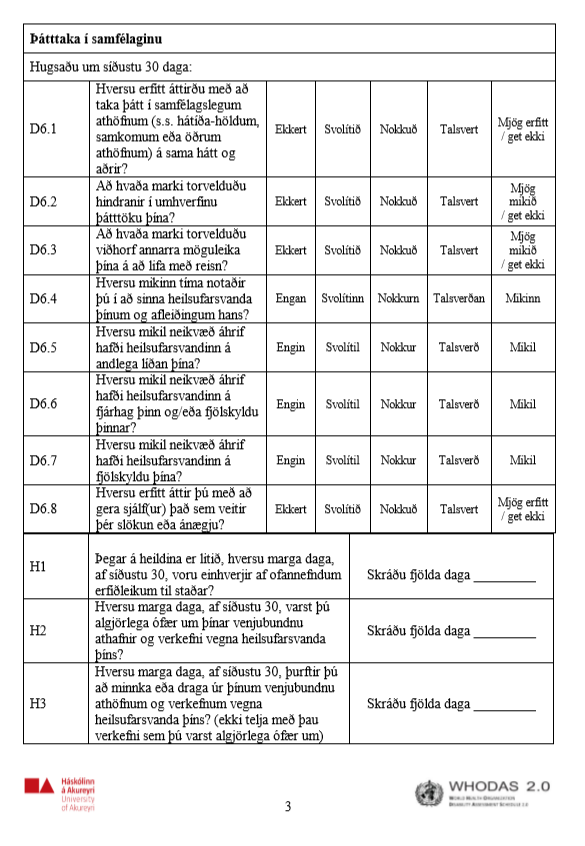 Þátttaka í samfélaginu
Hugsaðu um síðustu 30 daga:
D6.1
Hversu erfitt áttirðu með að
taka þátt í samfélagslegum
athöfnum (s.s. hátíða-höldum,
samkomum eða öðrum
athöfnum) á sama hátt og
aðrir?
Ekkert
Svolítið
Nokkuð
Talsvert
Mjög erfitt
/ get ekki
D6.2
Að hvaða marki torvelduðu
hindranir í umhverfinu
þátttöku þína?
Ekkert
Svolítið
Nokkuð
Talsvert
Mjög
mikið
/ get ekki
D6.3
Að hvaða marki torvelduðu
viðhorf annarra möguleika
þína á að lifa með reisn?
Ekkert
Svolítið
Nokkuð
Talsvert
Mjög
mikið
/ get ekki
D6.4
Hversu mikinn tíma notaðir
þú í að sinna heilsufarsvanda
þínum og afleiðingum hans?
Engan
Svolítinn
Nokkurn
Talsverðan
Mikinn
D6.5
Hversu mikil neikvæð áhrif
hafði heilsufarsvandinn á
andlega líðan þína?
Engin
Svolítil
Nokkur
Talsverð
Mikil
D6.6
Hversu mikil neikvæð áhrif
hafði heilsufarsvandinn á
fjárhag þinn og/eða fjölskyldu
þinnar?
Engin
Svolítil
Nokkur
Talsverð
Mikil
D6.7
Hversu mikil neikvæð áhrif
hafði heilsufarsvandinn á
fjölskyldu þína?
Engin
Svolítil
Nokkur
Talsverð
Mikil
D6.8
Hversu erfitt áttir þú með að
gera sjálf(ur) það sem veitir
þér slökun eða ánægju?
Ekkert
Svolítið
Nokkuð
Talsvert
Mjög erfitt
/ get ekki
H1
Þegar á heildina er litið, hversu marga daga,
af síðustu 30, voru einhverjir af ofannefndum
erfiðleikum til staðar?
Skráðu fjölda daga _________
H2
Hversu marga daga, af síðustu 30, varst þú
algjörlega ófær um þínar venjubundnu
athafnir og verkefni vegna heilsufarsvanda
þíns?
Skráðu fjölda daga _________
H3
Hversu marga daga, af síðustu 30, þurftir þú
að minnka eða draga úr þínum venjubundnu
athöfnum og verkefnum vegna
heilsufarsvanda þíns? (ekki telja með þau
verkefni sem þú varst algjörlega ófær um)
Skráðu fjölda daga _________
Háskólinn
á Akureyri
University
of Akureyri
3
WHODAS 2.0
World Health Organization
Disability Assessment Schedule 2.0